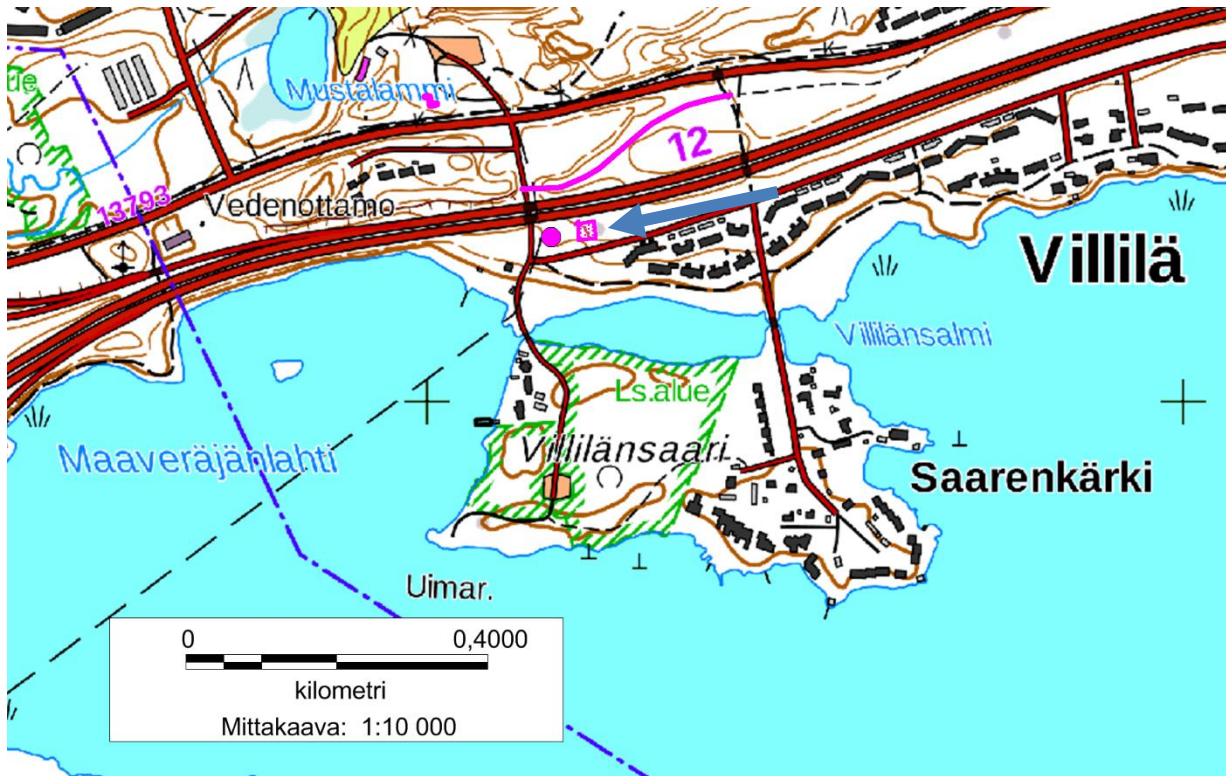 Mustalammi
ue
12
13793
Vedenottamo
Villilä
Villilänsalmi
Ls.alue
Villilänsaari
Maaveräjänlahti
Saarenkärki
Uimar.
0 0,4000
kilometri
Mittakaava: 1:10 000